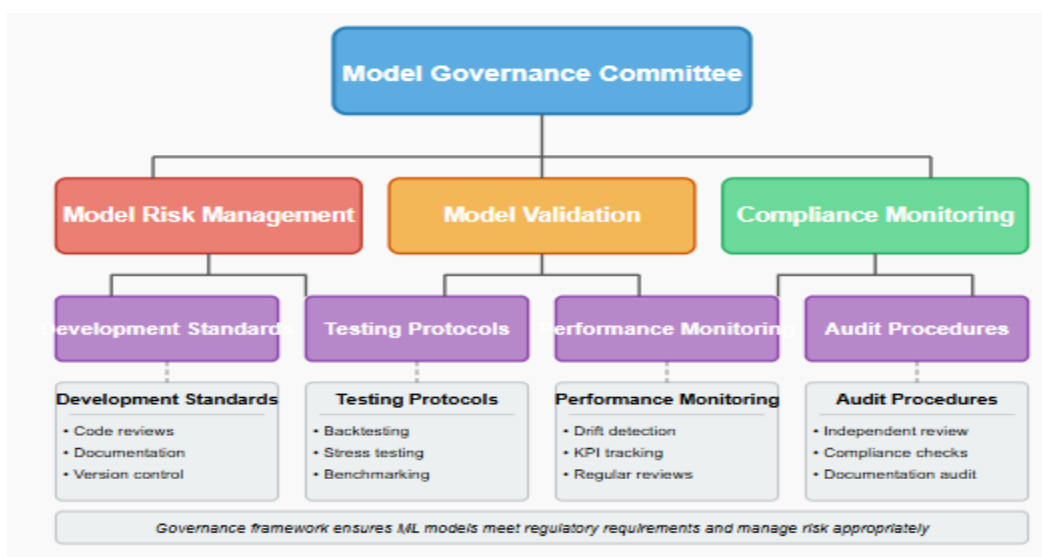 Model Governance Committee
Model Risk Management
Model Validation
Compliance Monitoring
Development Standards
Testing Protocols
Performance Monitoring
Audit Procedures
Development Standards
• Code reviews
• Documentation
• Version control
Testing Protocols
• Backtesting
• Stress testing
• Benchmarking
Performance Monitoring
• Drift detection
• KPI tracking
• Regular reviews
Audit Procedures
• Independent review
• Compliance checks
• Documentation audit
Governance framework ensures ML models meet regulatory requirements and manage risk appropriately